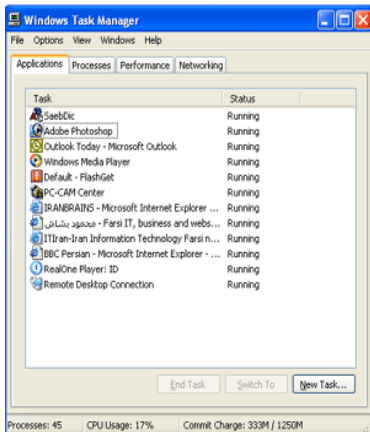 Windows Task Manager
File Options View Windows Help
Applications Processes Performance Networking
Task Status
SaebDic Running
Adobe Photoshop Running
Outlook Today - Microsoft Outlook Running
Windows Media Player Running
Default - FlashGet Running
PC-CAM Center Running
IRANBRAINS - Microsoft Internet Explorer ... Running
محمود بشاش - Farsi IT, business and webs... Running
ITIran-Iran Information Technology Farsi n... Running
BBC Persian - Microsoft Internet Explorer - ... Running
RealOne Player: ID Running
Remote Desktop Connection Running
End Task Switch To New Task...
Processes: 45 CPU Usage: 17% Commit Charge: 333M / 1250M